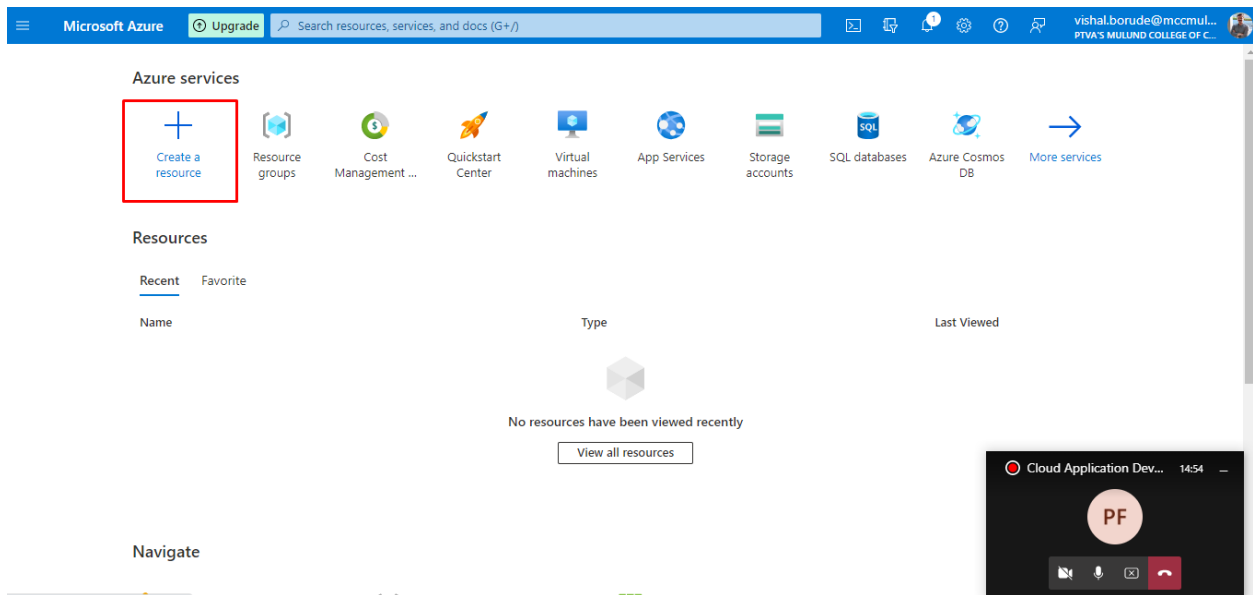 Microsoft Azure
Upgrade
Search resources, services, and docs (G+/)
1
vishal.borude@mccmul...
PTVA'S MULUND COLLEGE OF C...
Azure services
Create a
resource
Resource
groups
Cost
Management ...
Quickstart
Center
Virtual
machines
App Services
Storage
accounts
SQL
SQL databases
Azure Cosmos
DB
More services
Resources
Recent
Favorite
Name
Type
Last Viewed
No resources have been viewed recently
View all resources
Cloud Application Dev...
14:54
PF
Navigate